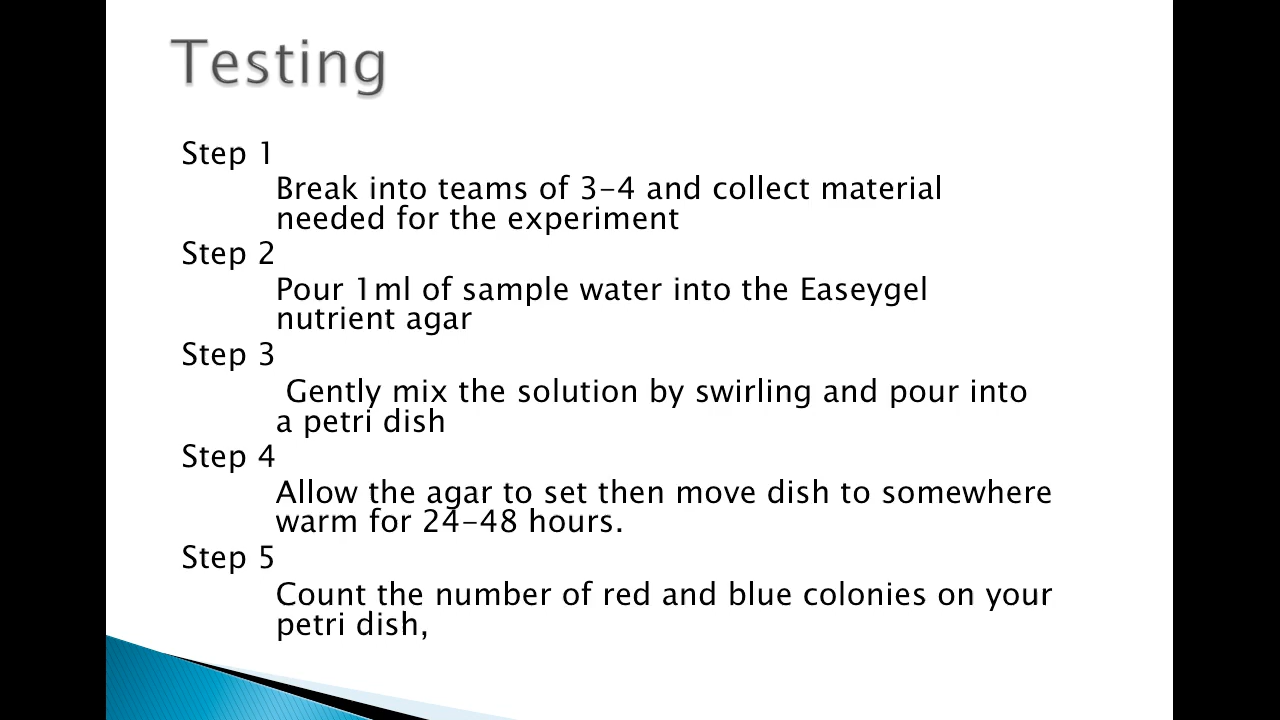 Testing
Step 1
Break into teams of 3-4 and collect material
needed for the experiment
Step 2
Pour 1ml of sample water into the Easeygel
nutrient agar
Step 3
Gently mix the solution by swirling and pour into
a petri dish
Step 4
Allow the agar to set then move dish to somewhere
warm for 24-48 hours.
Step 5
Count the number of red and blue colonies on your
petri dish,